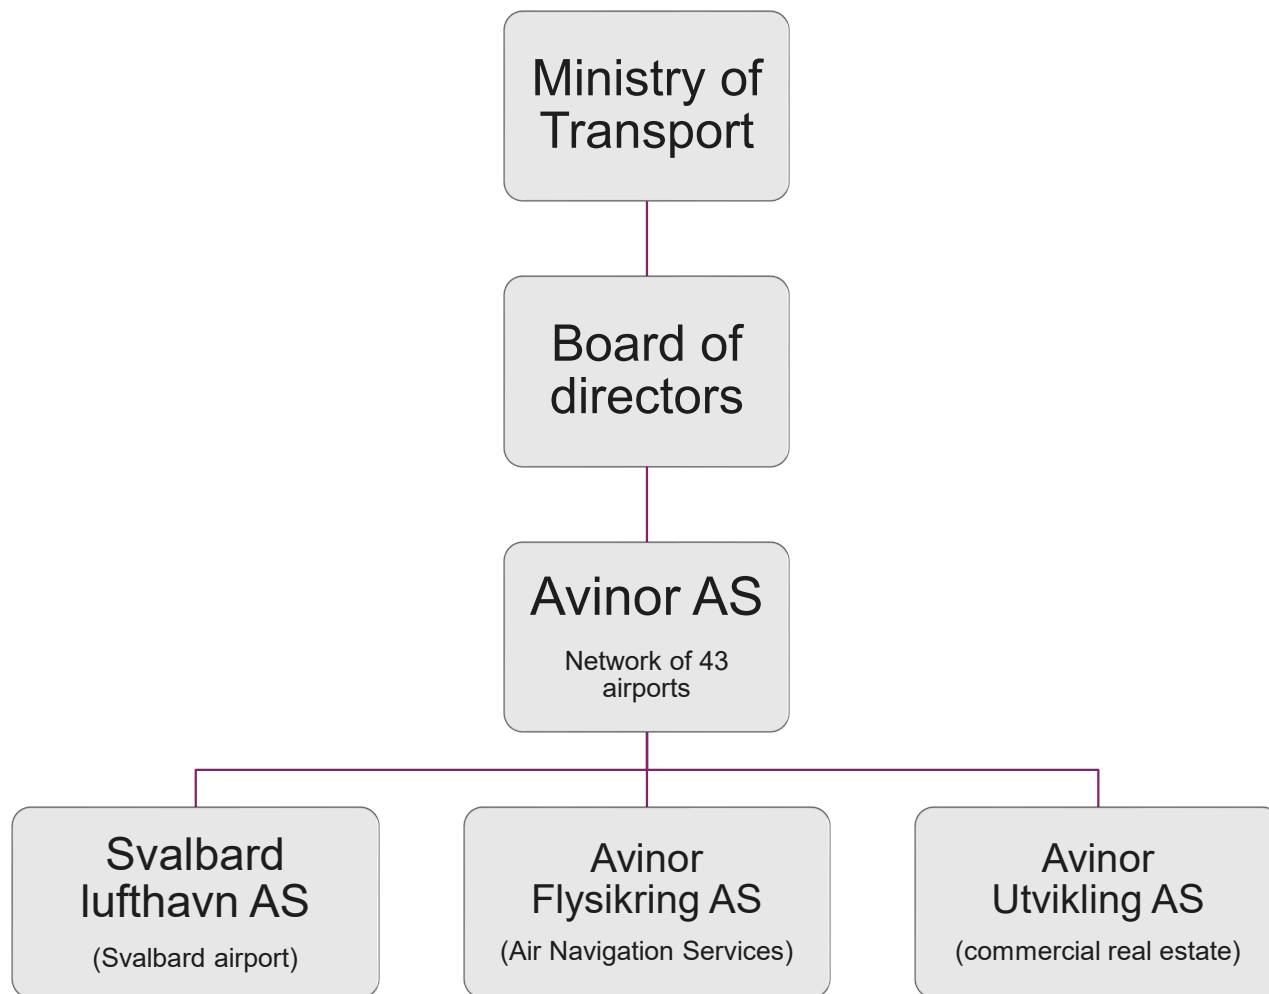 Ministry of
Transport
Board of
directors
Avinor AS
Network of 43
airports
Svalbard
lufthavn AS
(Svalbard airport)
Avinor
Flysikring AS
(Air Navigation Services)
Avinor
Utvikling AS
(commercial real estate)